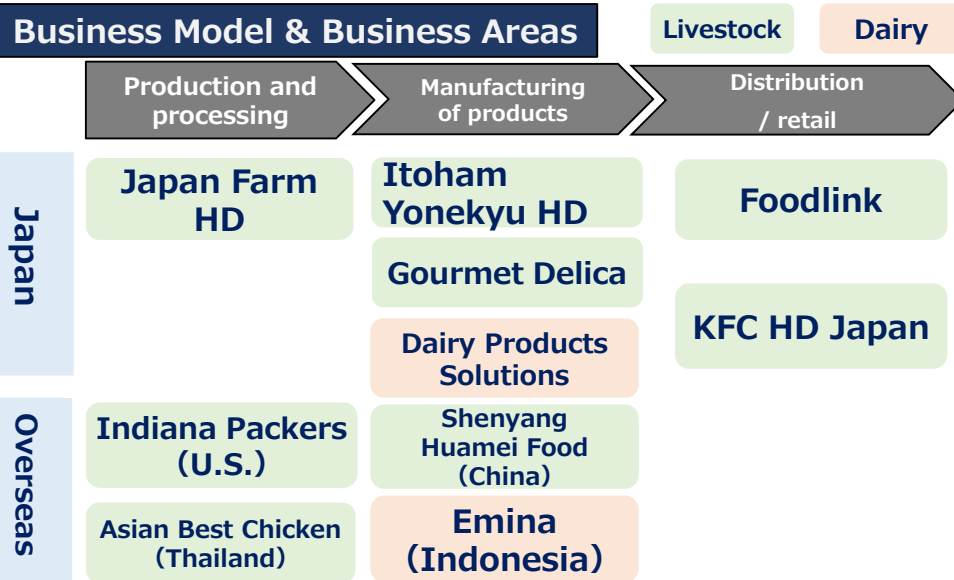 Business Model & Business Areas
Livestock
Dairy
Production and
processing
Manufacturing
of products
Distribution
/ retail
Japan
Japan Farm
HD
Itoham
Yonekyu HD
Foodlink
Gourmet Delica
KFC HD Japan
Dairy Products
Solutions
Overseas
Indiana Packers
(U.S.)
Shenyang
Huamei Food
(China)
Asian Best Chicken
(Thailand)
Emina
(Indonesia)